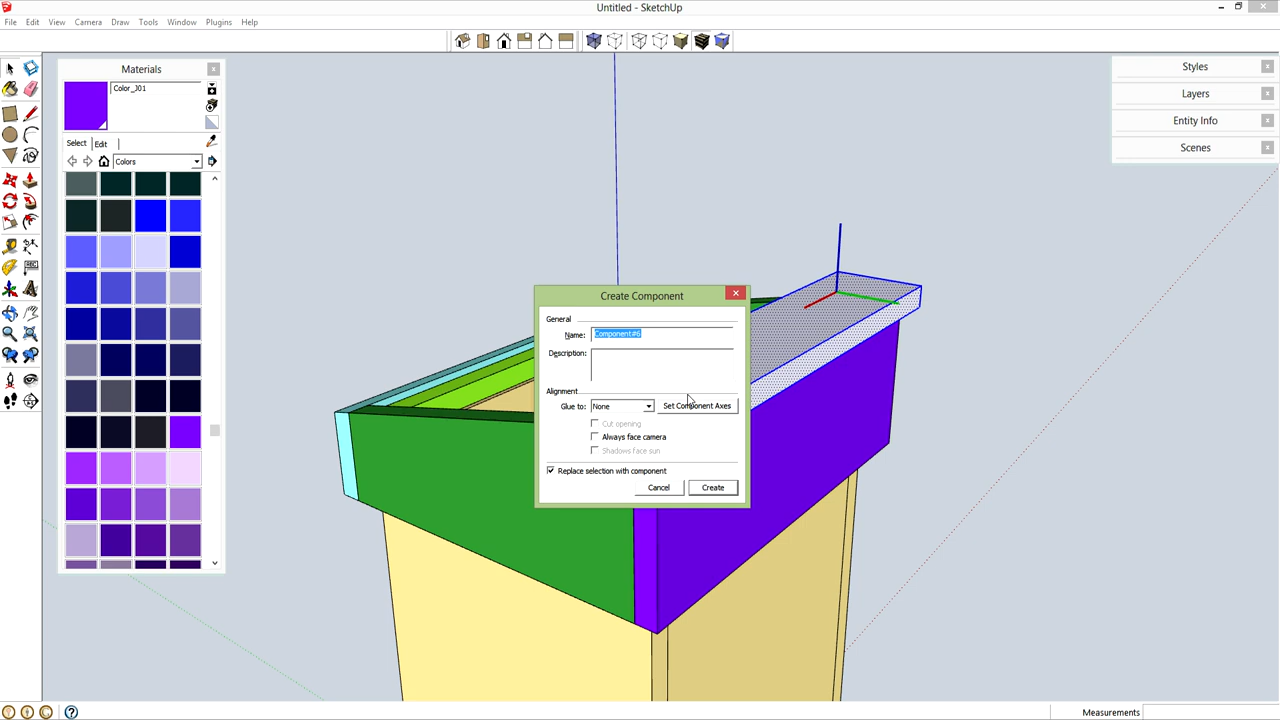 Untitled - SketchUp
File Edit View Camera Draw Tools Window Plugins Help
Materials
Color_J01
Select Edit
Colors
Styles
Layers
Entity Info
Scenes
Create Component
General
Name: Component#6
Description:
Alignment
Glue to: None Set Component Axes
Cut opening
Always face camera
Shadows face sun
Replace selection with component
Cancel Create
Measurements